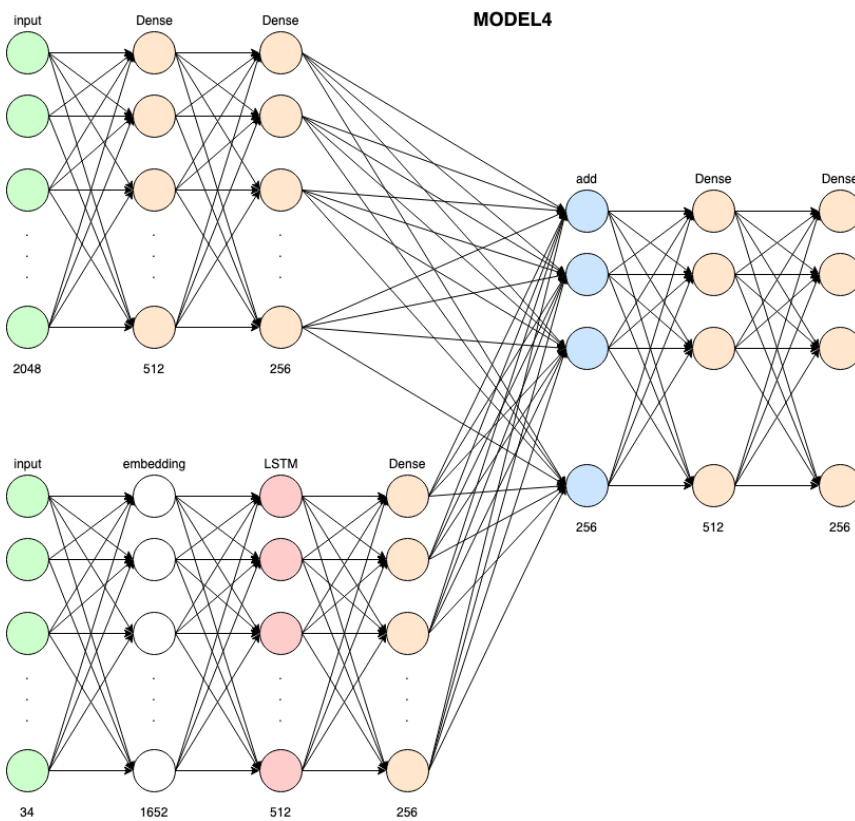 MODEL4
input Dense Dense
2048 512 256
add Dense Dense
256 512 256
input embedding LSTM Dense
34 1652 512 256